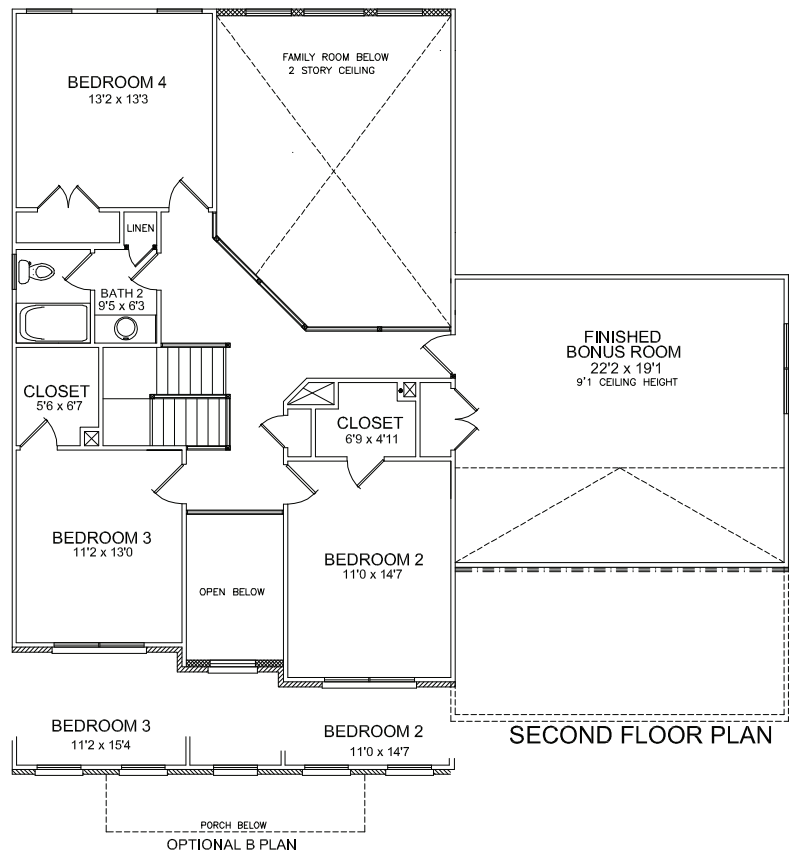 FAMILY ROOM BELOW
2 STORY CEILING
BEDROOM 4
13'2 x 13'3
LINEN
BATH 2
9'5 x 6'3
FINISHED
BONUS ROOM
22'2 x 19'1
9'1 CEILING HEIGHT
CLOSET
5'6 x 6'7
CLOSET
6'9 x 4'11
BEDROOM 3
11'2 x 13'0
BEDROOM 2
11'0 x 14'7
OPEN BELOW
BEDROOM 3
11'2 x 15'4
BEDROOM 2
11'0 x 14'7
SECOND FLOOR PLAN
PORCH BELOW
OPTIONAL B PLAN